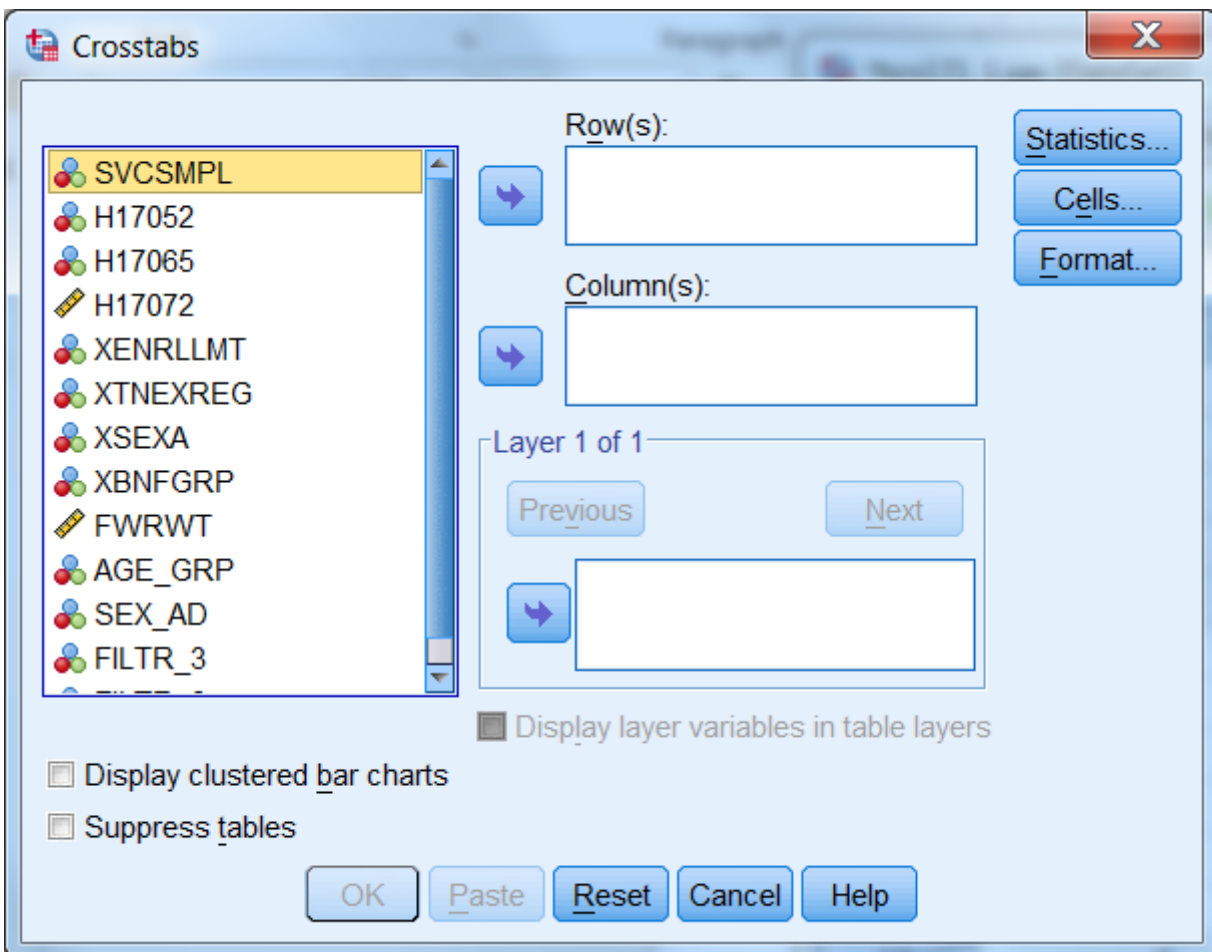 Crosstabs
X
SVCSMPL
H17052
H17065
H17072
XENRLLMT
XTNEXREG
XSEXA
XBNFGRP
FWRWT
AGE_GRP
SEX_AD
FILTR_3
Row(s):
Column(s):
Layer 1 of 1
Previous
Next
Display layer variables in table layers
Statistics...
Cells...
Format...
Display clustered bar charts
Suppress tables
OK
Paste
Reset
Cancel
Help